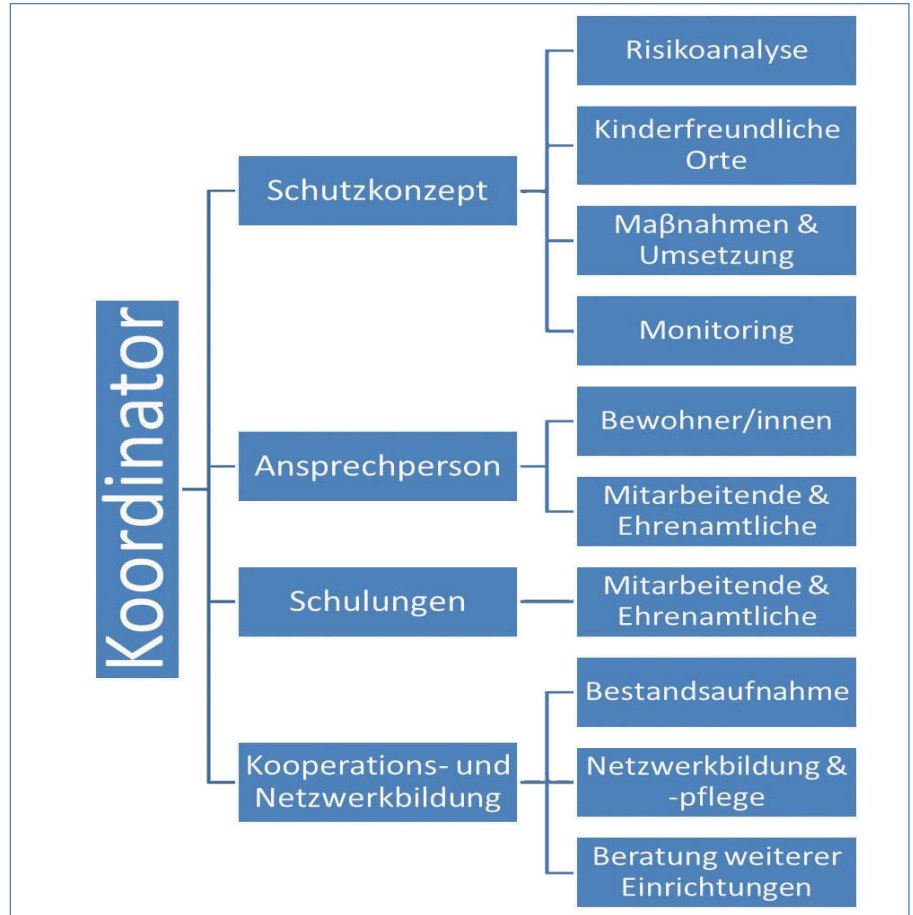 Koordinator
Schutzkonzept
Risikoanalyse
Kinderfreundliche
Orte
Maβnahmen &
Umsetzung
Monitoring
Ansprechperson
Bewohner/innen
Mitarbeitende &
Ehrenamtliche
Schulungen
Mitarbeitende &
Ehrenamtliche
Kooperations- und
Netzwerkbildung
Bestandsaufnahme
Netzwerkbildung &
-pflege
Beratung weiterer
Einrichtungen